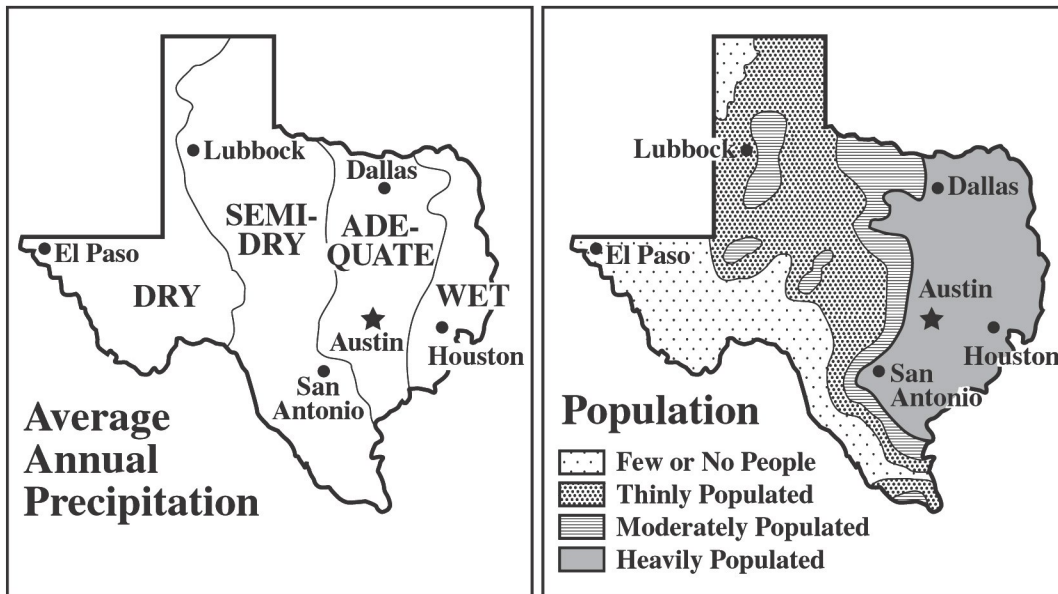 Lubbock
Dallas
SEMI-
DRY
ADE-
QUATE
El Paso
DRY
WET
Austin
Houston
San
Antonio
Average
Annual
Precipitation
Lubbock
Dallas
El Paso
Austin
Houston
San
Antonio
Population
Few or No People
Thinly Populated
Moderately Populated
Heavily Populated